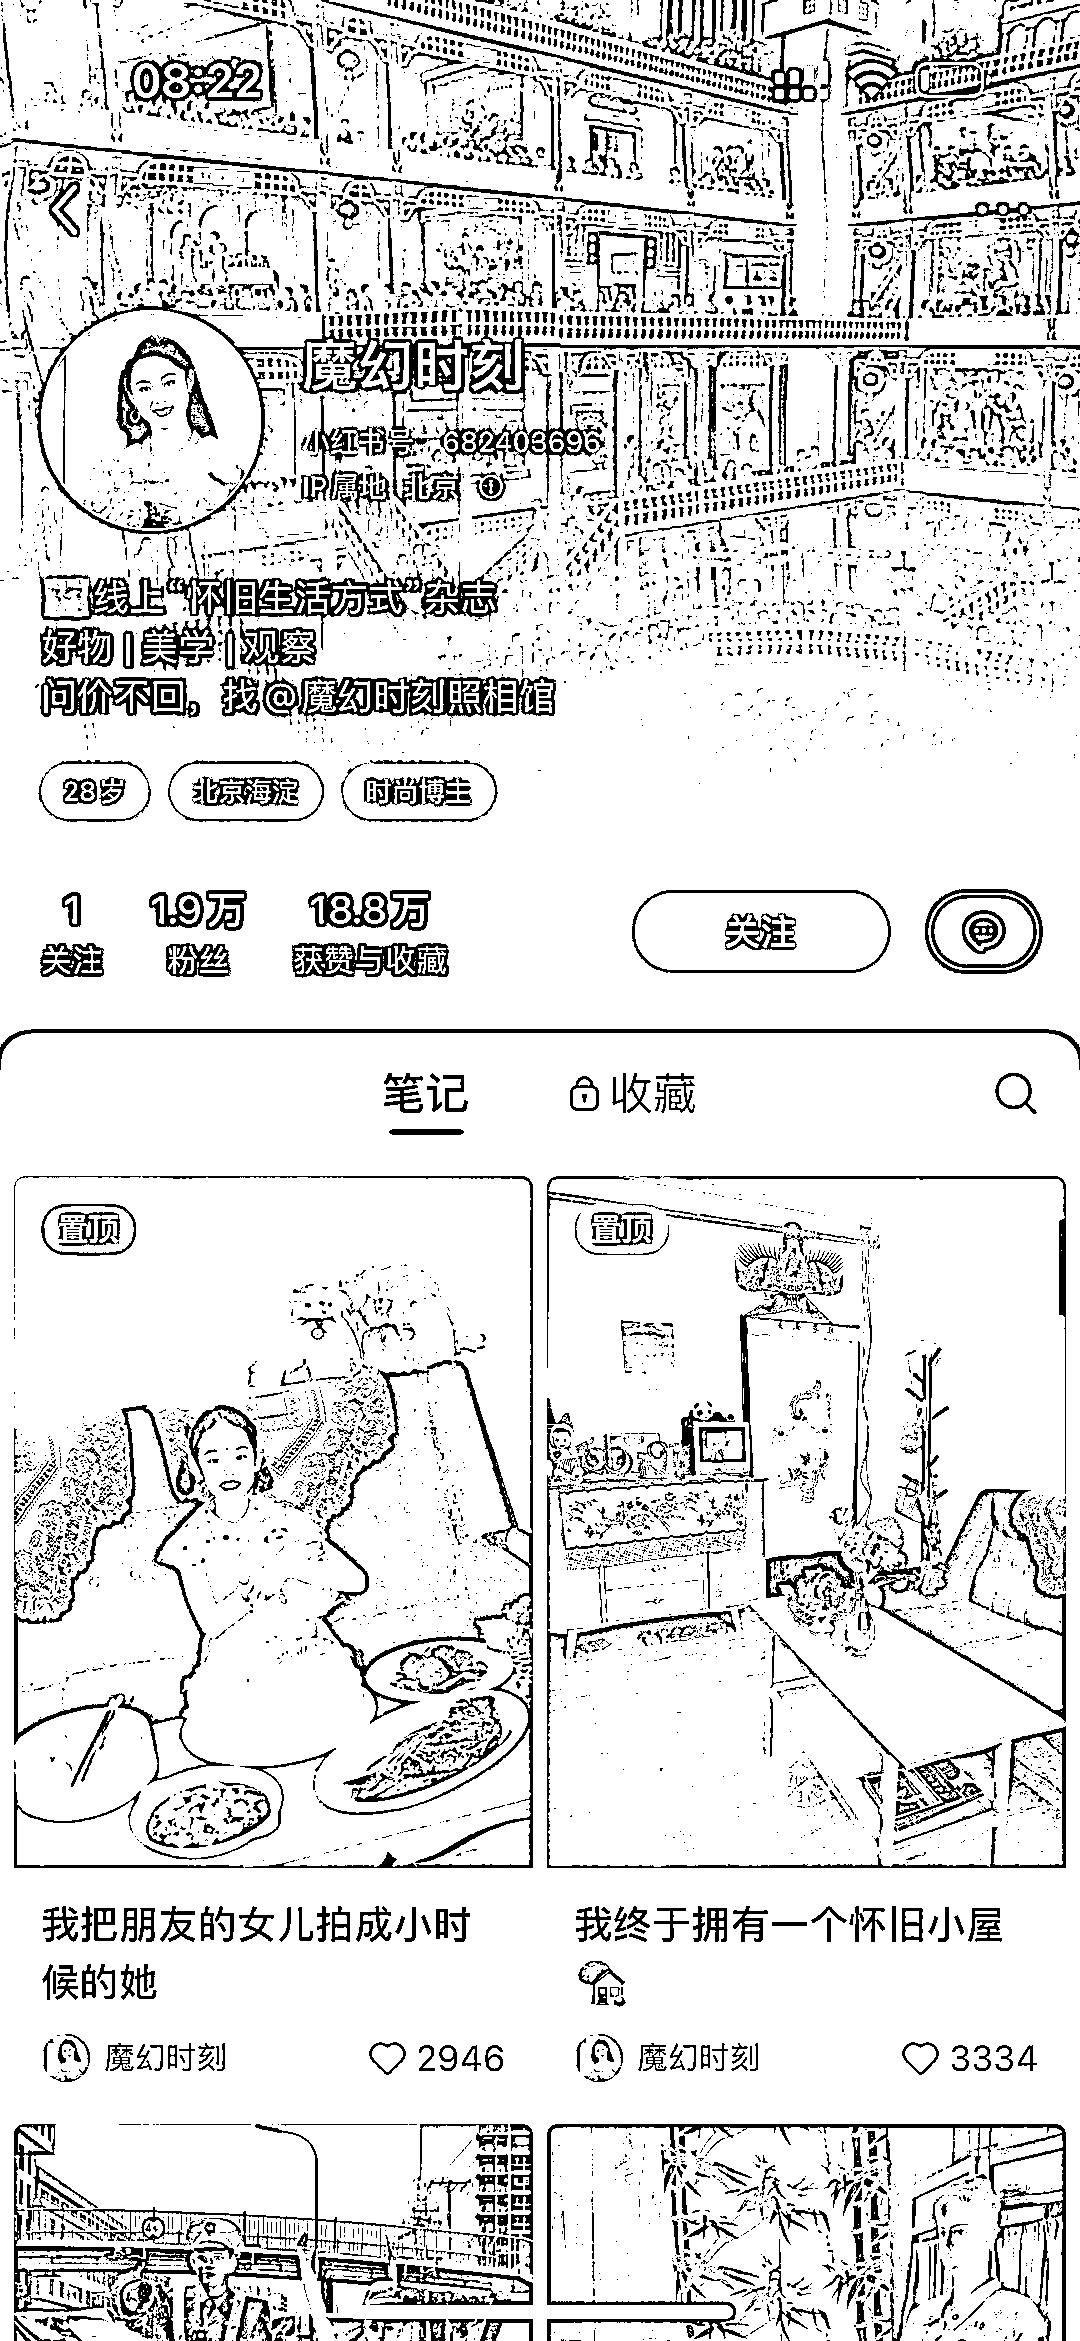 08:22
魔幻时刻
小红书号：682403696
IP属地：北京
线上“怀旧生活方式”杂志
好物 | 美学 | 观察
问价不回，找@魔幻时刻照相馆
28岁 北京海淀 时尚博主
1 1.9万 18.8万
关注 粉丝 获赞与收藏 关注
笔记 收藏
置顶 置顶
我把朋友的女儿拍成小时候的她
我终于拥有一个怀旧小屋
魔幻时刻 2946 魔幻时刻 3334